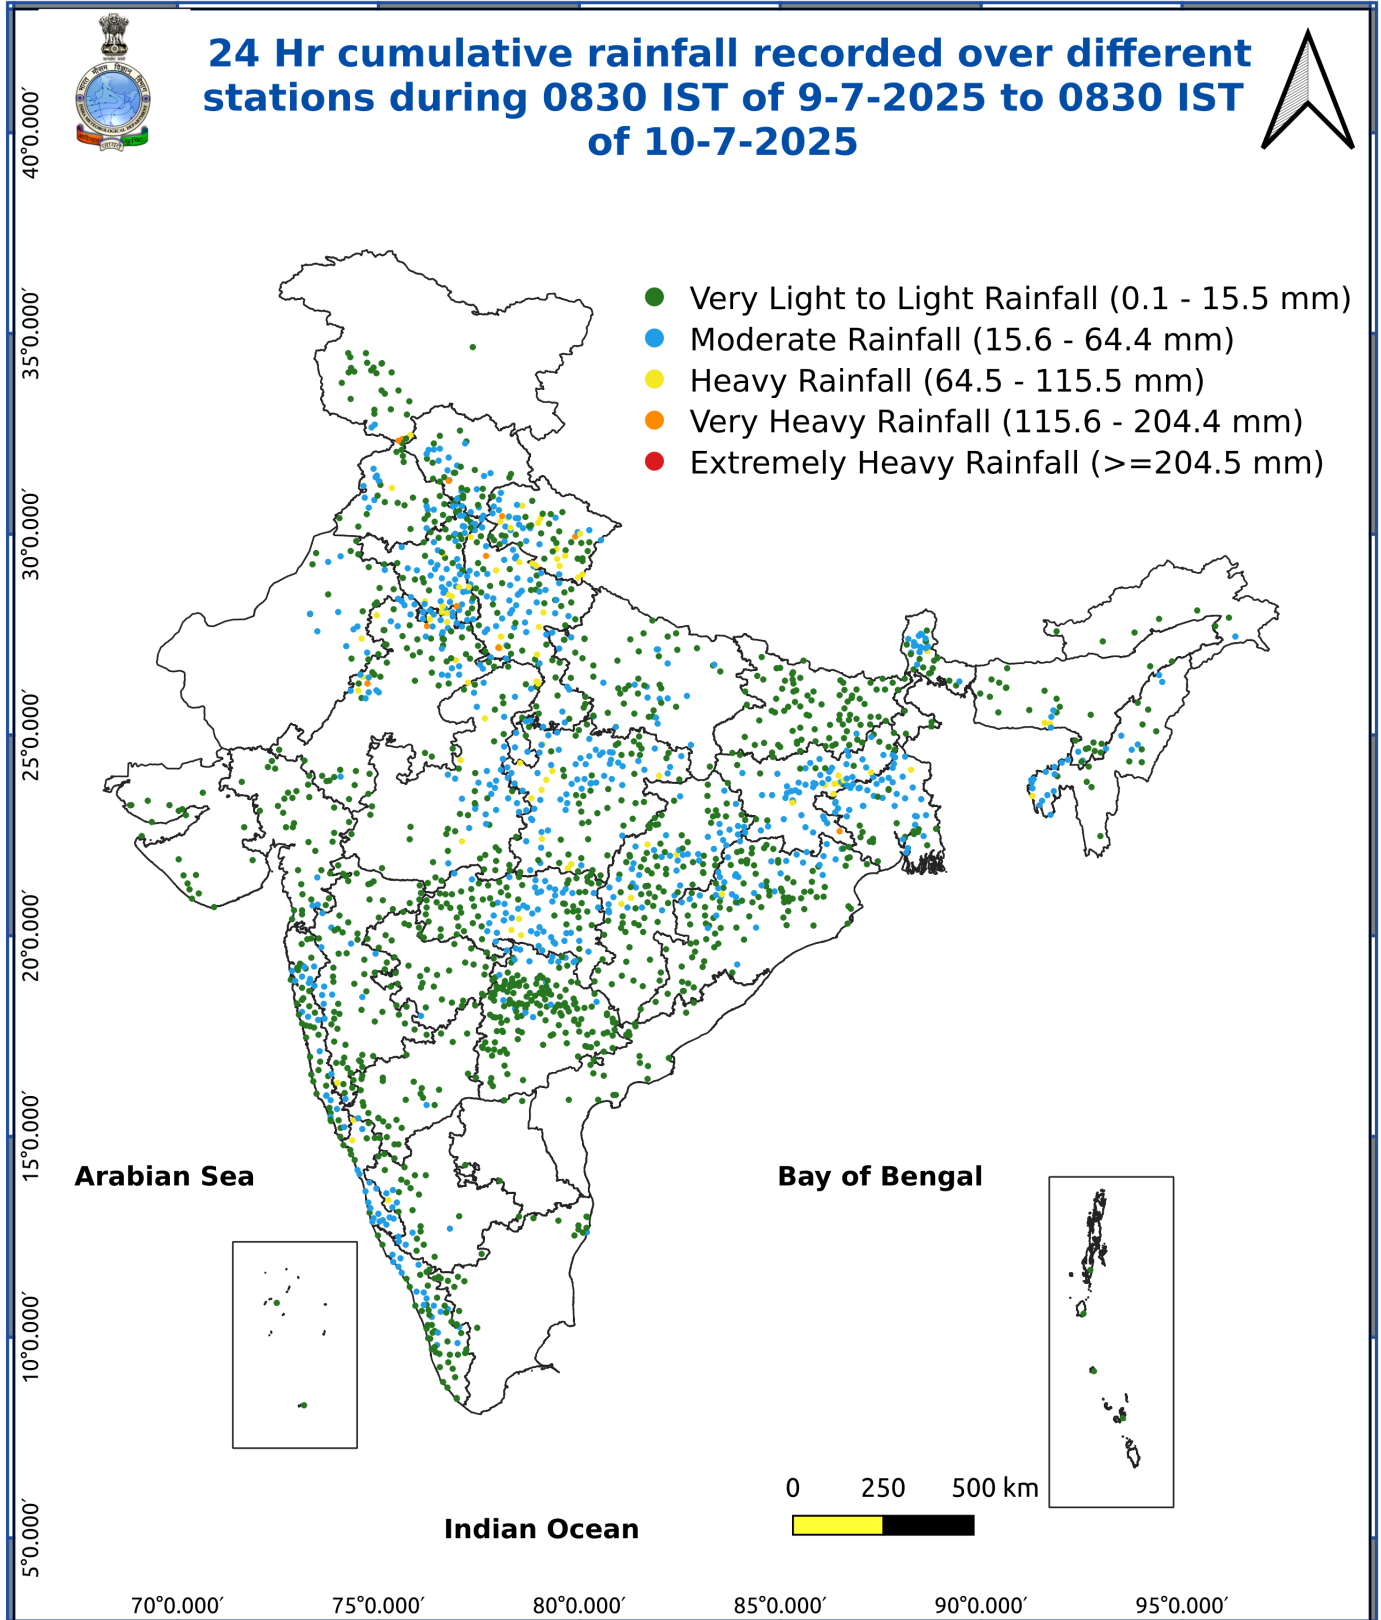 24 Hr cumulative rainfall recorded over different
stations during 0830 IST of 9-7-2025 to 0830 IST
of 10-7-2025
Very Light to Light Rainfall (0.1 - 15.5 mm)
Moderate Rainfall (15.6 - 64.4 mm)
Heavy Rainfall (64.5 - 115.5 mm)
Very Heavy Rainfall (115.6 - 204.4 mm)
Extremely Heavy Rainfall (>=204.5 mm)
40°0.000′
35°0.000′
30°0.000′
25°0.000′
20°0.000′
15°0.000′
10°0.000′
5°0.000′
Arabian Sea
Bay of Bengal
Indian Ocean
0 250 500 km
70°0.000′ 75°0.000′ 80°0.000′ 85°0.000′ 90°0.000′ 95°0.000′